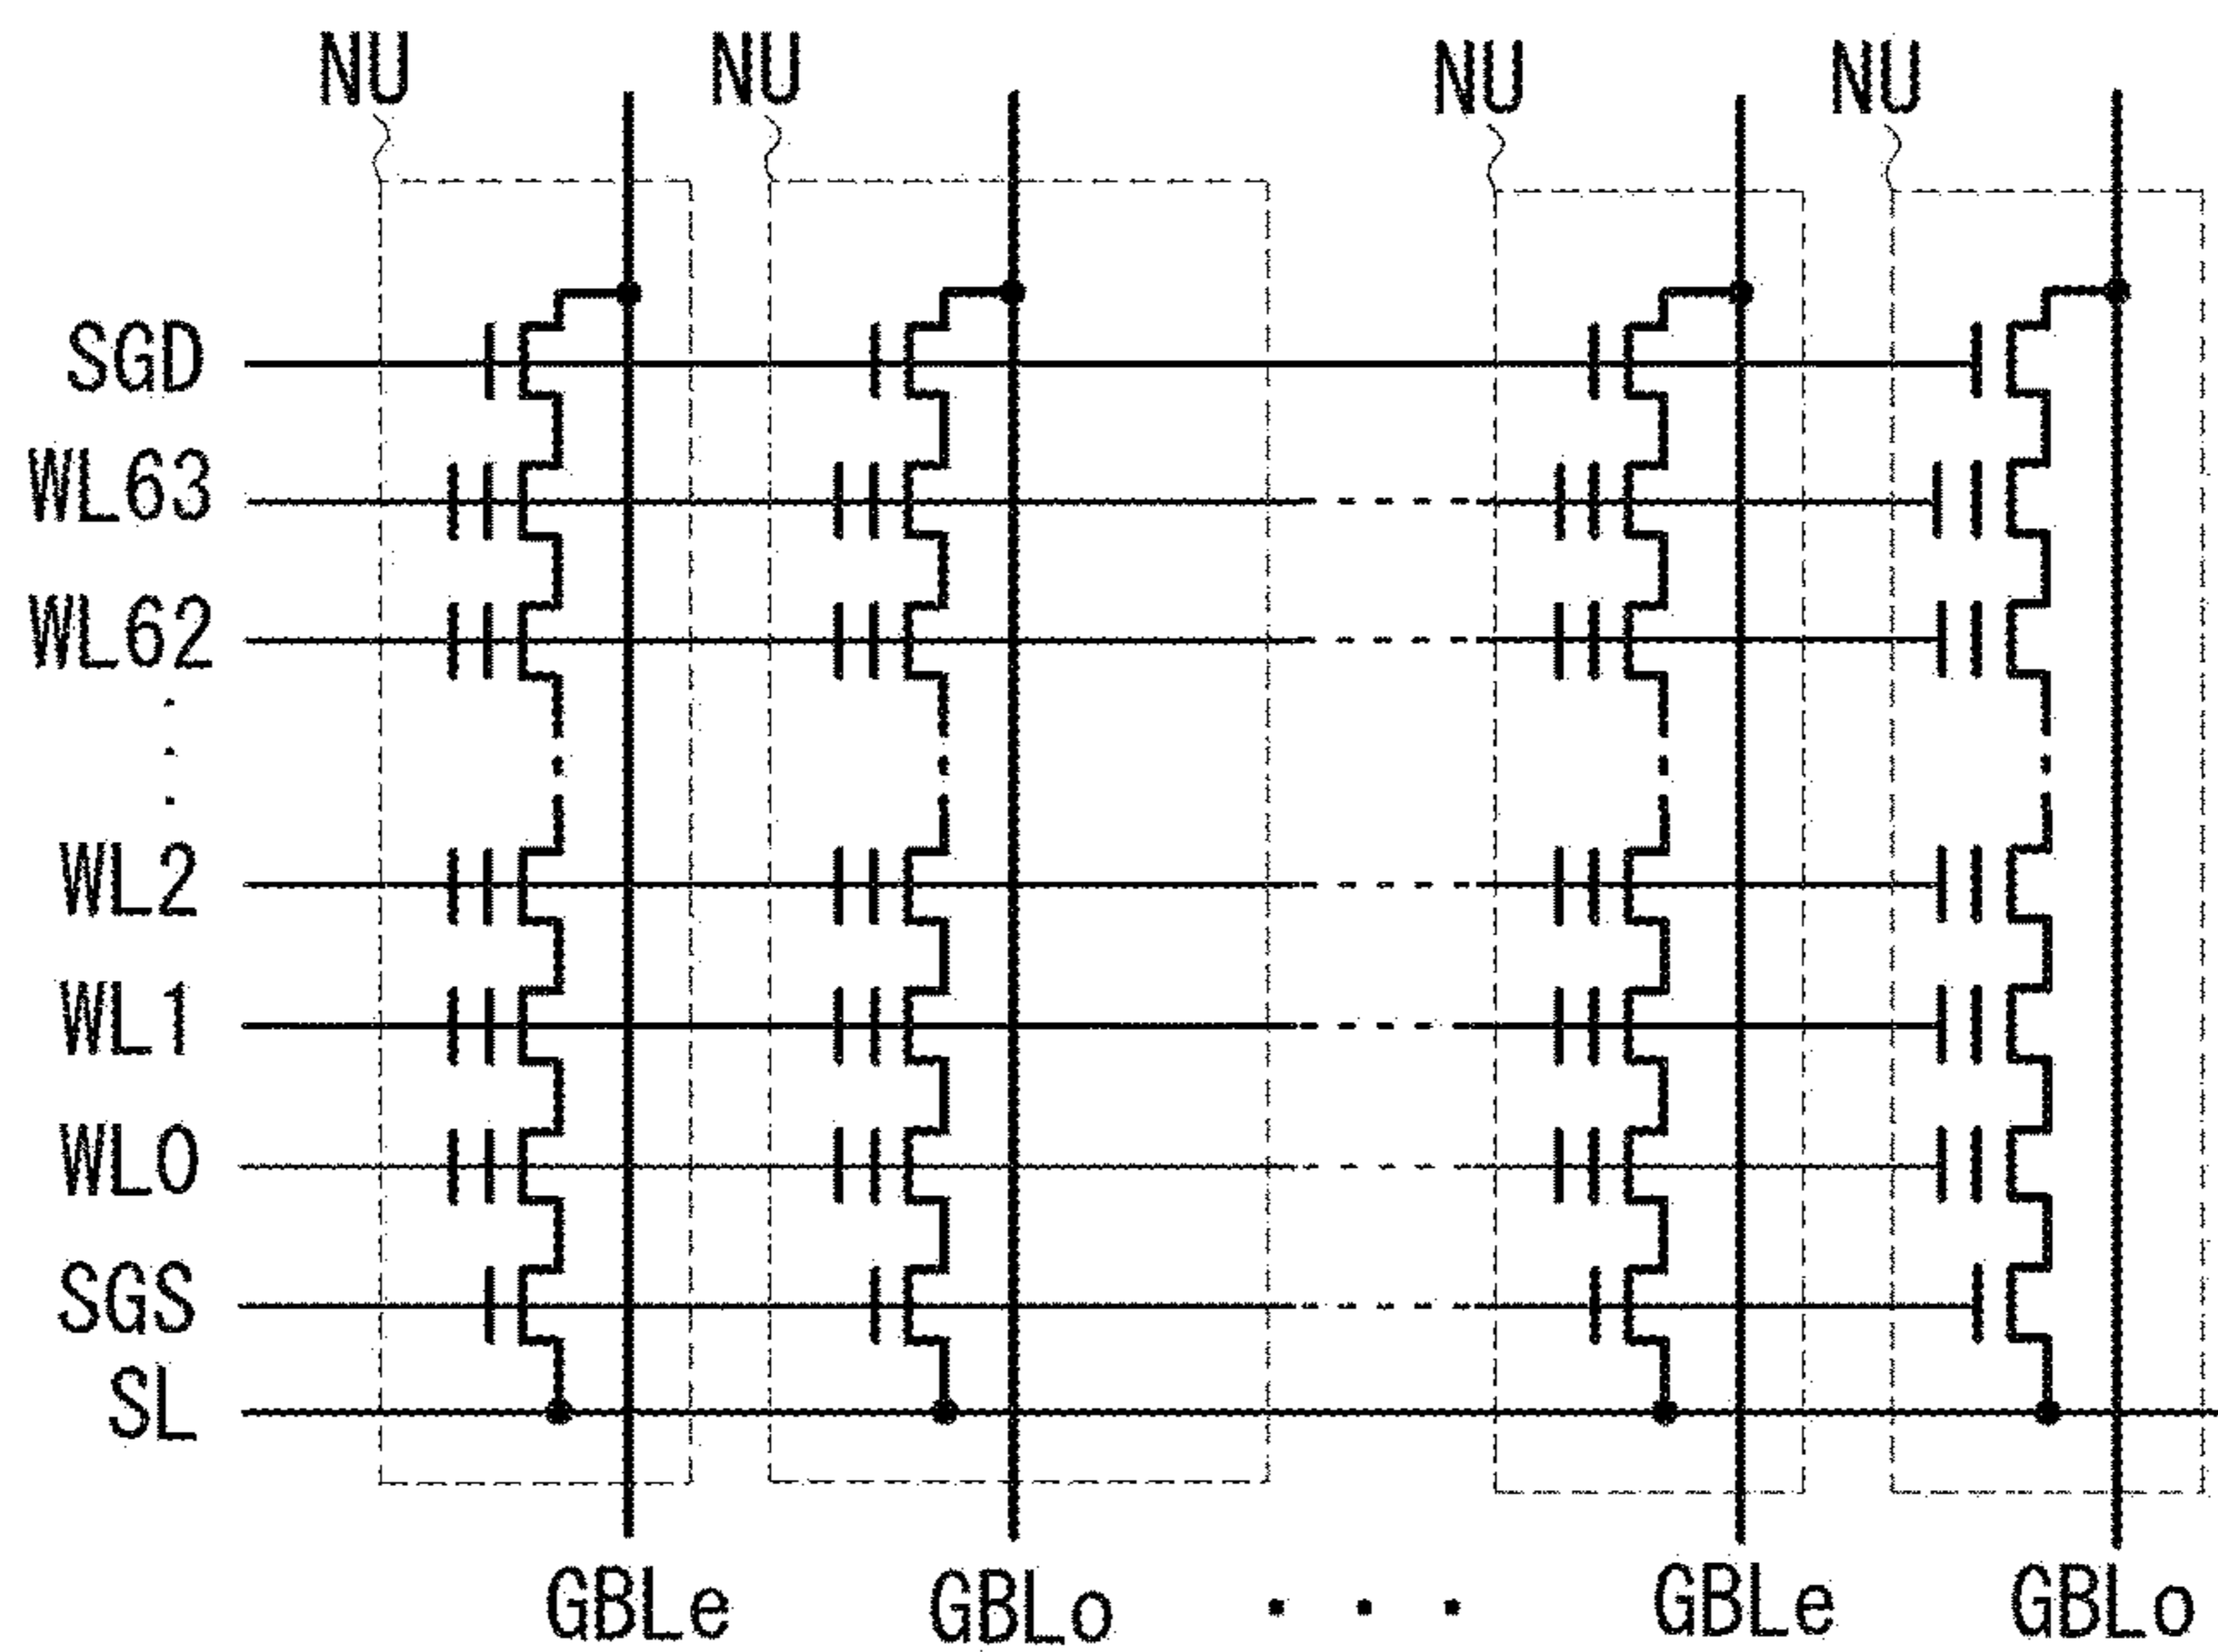 NU NU NU NU
SGD
WL63
WL62
WL2
WL1
WL0
SGS
SL
GBLe GBLo ... GBLe GBLo